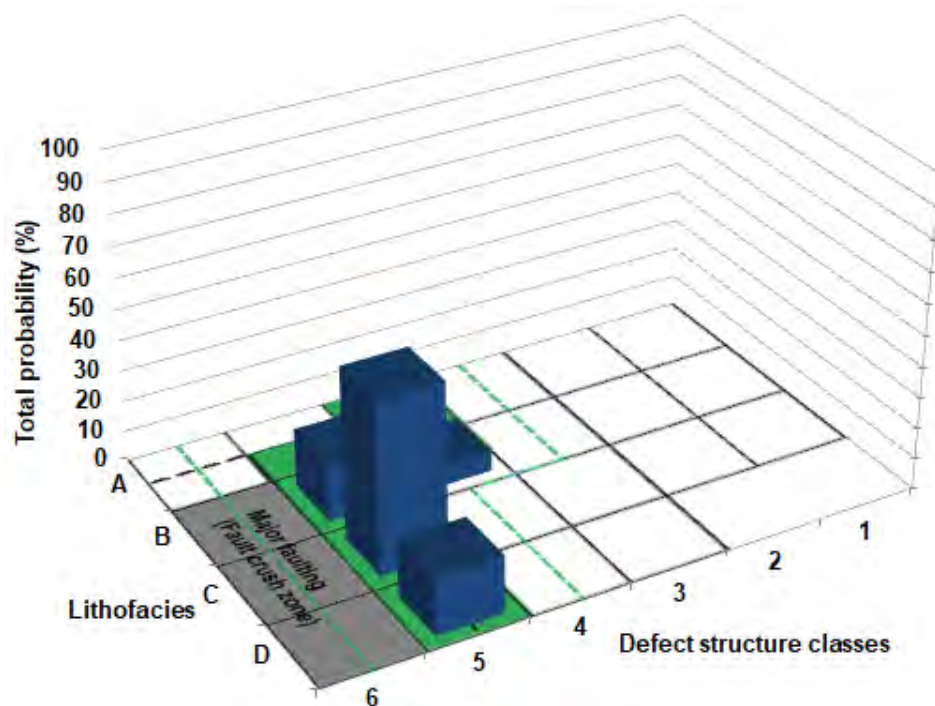 100
90
80
70
60
50
40
30
20
10
0
Total probability (%)
A
B
C
D
Lithofacies
Major faulting
(Fault crush zone)
6
5
4
3
2
1
Defect structure classes